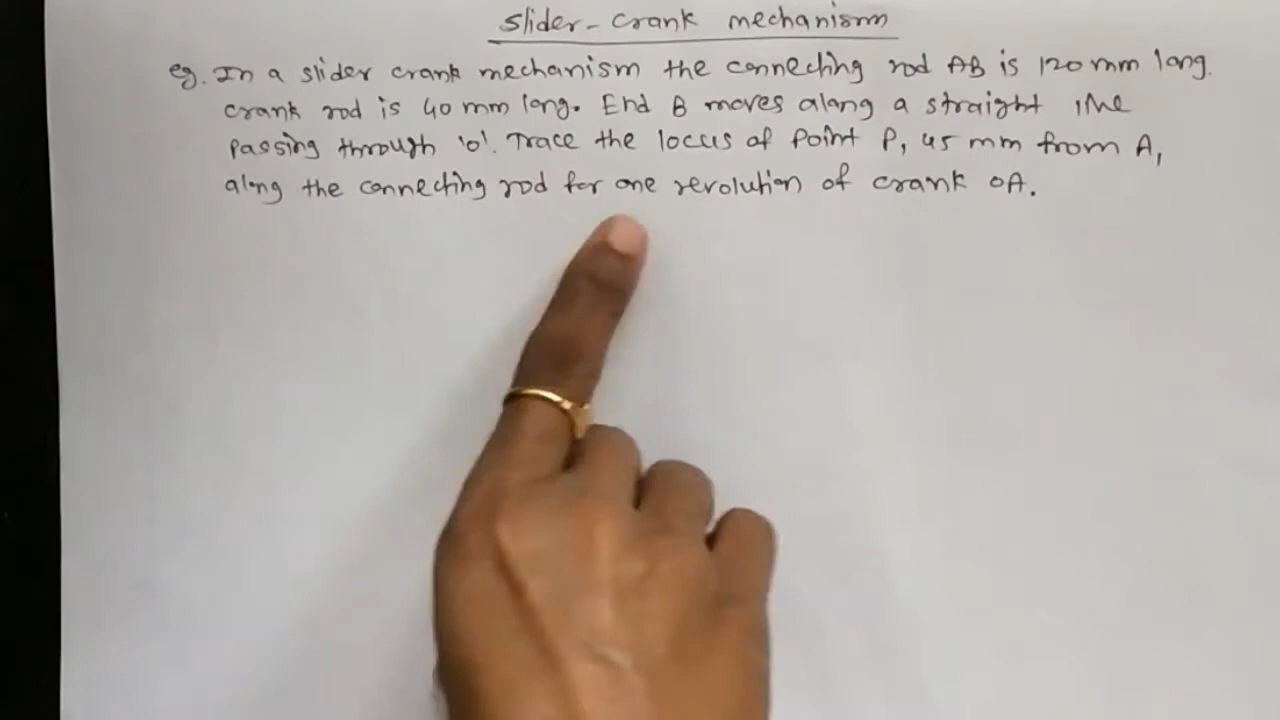 slider-crank mechanism
eg. In a slider crank mechanism the connecting rod AB is 120 mm long.
crank rod is 40 mm long. End B moves along a straight line
passing through 'o'. Trace the locus of point P, 45 mm from A,
along the connecting rod for one revolution of crank OA.